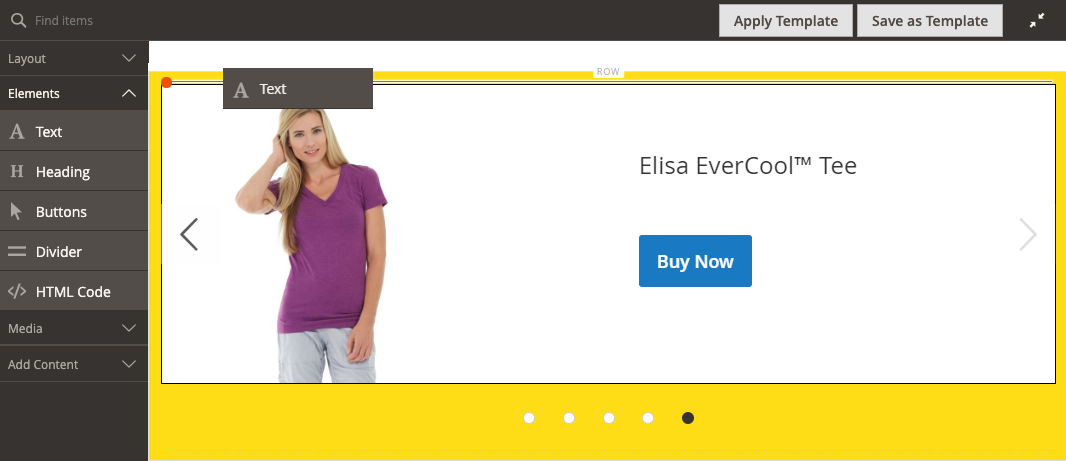 Find items
Apply Template
Save as Template
Layout
Elements
Text
Heading
Buttons
Divider
HTML Code
Media
Add Content
ROW
Text
Elisa EverCool™ Tee
Buy Now